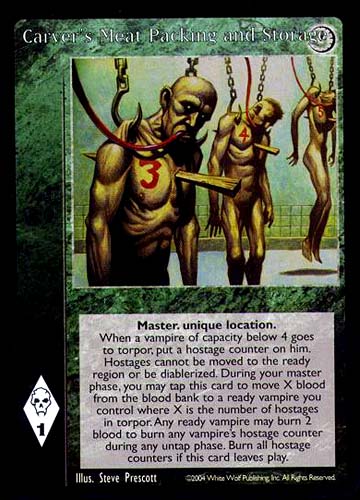 Carver's Meat Packing and Storage
3
4
5
Master. unique location.
When a vampire of capacity below 4 goes
to torpor, put a hostage counter on him.
Hostages cannot be moved to the ready
region or be diablerized. During your master
phase, you may tap this card to move X blood
from the blood bank to a ready vampire you
control where X is the number of hostages
in torpor. Any ready vampire may burn 2
blood to burn any vampire's hostage counter
during any untap phase. Burn all hostage
counters if this card leaves play.
1
Illus. Steve Prescott
©2004 White Wolf Publishing, Inc. All Rights Reserved.